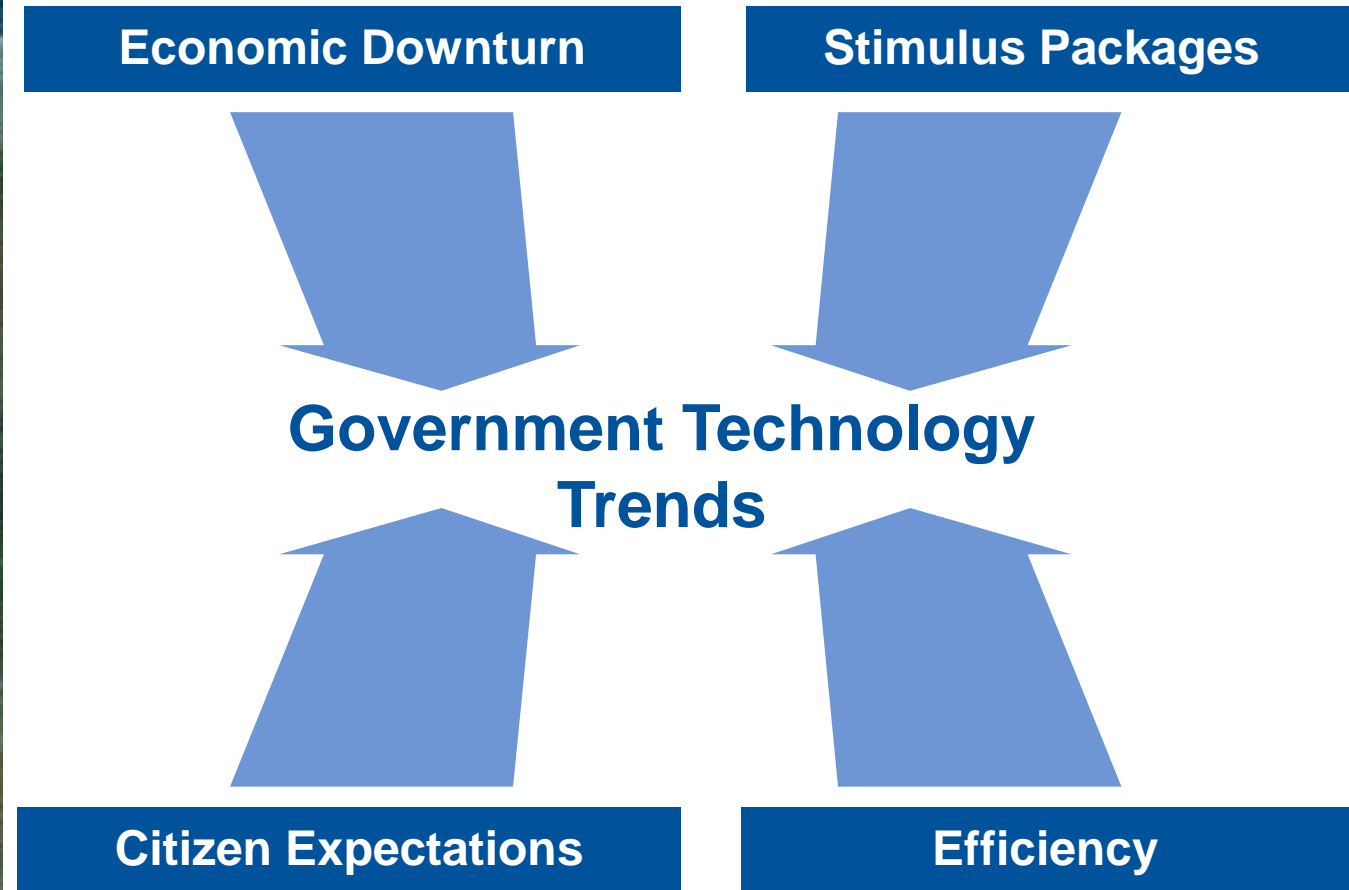 Economic Downturn
Stimulus Packages
Government Technology
Trends
Citizen Expectations
Efficiency